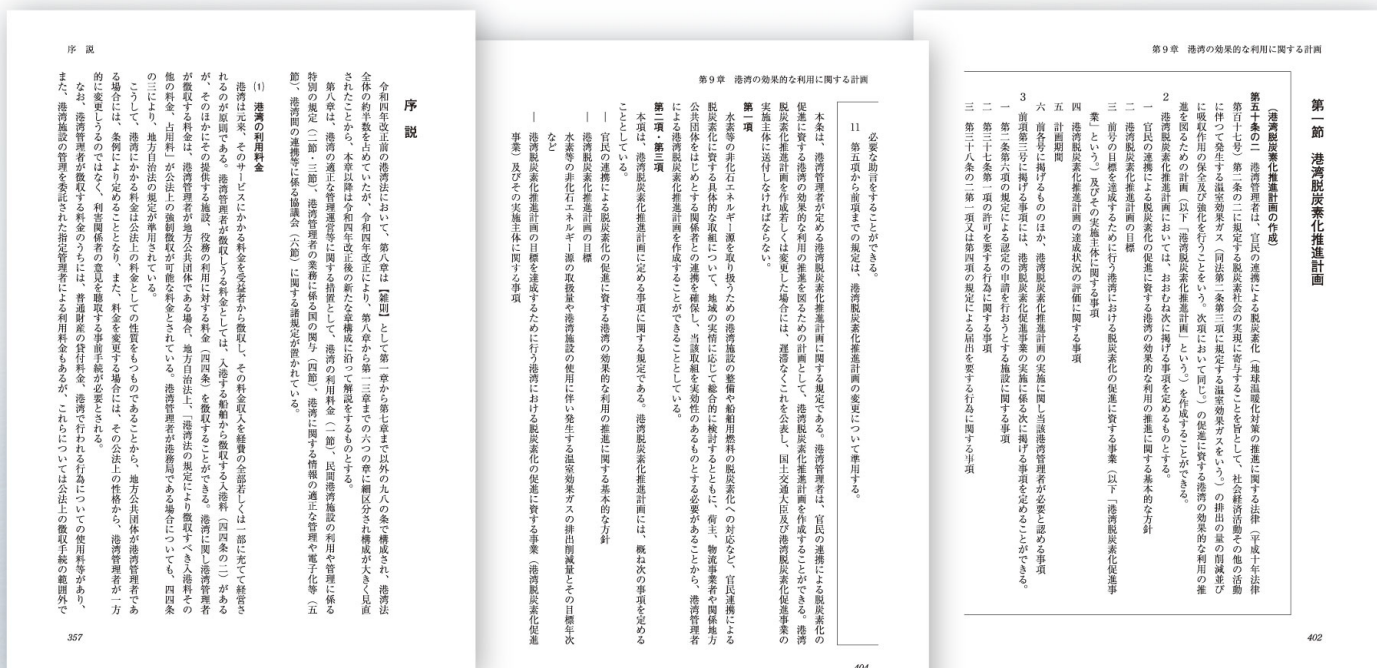 第９章 港湾の効果的な利用に関する計画
第一節 港湾脱炭素化推進計画
（港湾脱炭素化推進計画の作成）
第五十条の二 港湾管理者は、官民の連携による脱炭素化（地球温暖化対策の推進に関する法律（平成十年法律
第百十七号）第二条の二に規定する脱炭素社会の実現に寄与することを旨として、社会経済活動その他の活動
に伴つて発生する温室効果ガス（同法第二条第三項に規定する温室効果ガスをいう。）の排出の量の削減並び
に吸収作用の保全及び強化を行うことをいう。次項において同じ。）の促進に資する港湾の効果的な利用の推
進を図るための計画（以下「港湾脱炭素化推進計画」という。）を作成することができる。
２ 港湾脱炭素化推進計画においては、おおむね次に掲げる事項を定めるものとする。
一 官民の連携による脱炭素化の促進に資する港湾の効果的な利用の推進に関する基本的な方針
二 港湾脱炭素化推進計画の目標
三 前号の目標を達成するために行う港湾における脱炭素化の促進に資する事業（以下「港湾脱炭素化促進事
業」という。）及びその実施主体に関する事項
四 港湾脱炭素化推進計画の達成状況の評価に関する事項
五 計画期間
六 前各号に掲げるもののほか、港湾脱炭素化推進計画の実施に関し当該港湾管理者が必要と認める事項
３ 前項第三号に掲げる事項には、港湾脱炭素化促進事業の実施に係る次に掲げる事項を定めることができる。
一 第二条第六項の規定による認定の申請を行おうとする施設に関する事項
二 第三十七条第一項の許可を要する行為に関する事項
三 第三十八条の二第一項又は第四項の規定による届出を要する行為に関する事項
402
第９章 港湾の効果的な利用に関する計画
必要な助言をすることができる。
11 第五項から前項までの規定は、港湾脱炭素化推進計画の変更について準用する。
本条は、港湾管理者が定める港湾脱炭素化推進計画に関する規定である。港湾管理者は、官民の連携による脱炭素化の
促進に資する港湾の効果的な利用の推進を図るための計画として、港湾脱炭素化推進計画を作成することができる。港湾
脱炭素化推進計画を作成若しくは変更した場合には、遅滞なくこれを公表し、国土交通大臣及び港湾脱炭素化促進事業の
実施主体に送付しなければならない。
第一項
水素等の非化石エネルギー源を取り扱うための港湾施設の整備や船舶用燃料の脱炭素化への対応など、官民連携による
脱炭素化に資する具体的な取組について、地域の実情に応じて総合的に検討するとともに、荷主、物流事業者や関係地方
公共団体をはじめとする関係者との連携を確保し、当該取組を実効性のあるものとする必要があることから、港湾管理者
による港湾脱炭素化推進計画を作成することができることとしている。
第二項・第三項
本項は、港湾脱炭素化推進計画に定める事項に関する規定である。港湾脱炭素化推進計画には、概ね次の事項を定める
こととしている。
― 官民の連携による脱炭素化の促進に資する港湾の効果的な利用の推進に関する基本的な方針
― 港湾脱炭素化推進計画の目標
水素等の非化石エネルギー源の取扱量や港湾施設の使用に伴い発生する温室効果ガスの排出削減量とその目標年次
など
― 港湾脱炭素化推進計画の目標を達成するために行う港湾における脱炭素化の促進に資する事業（港湾脱炭素化促進
事業）及びその実施主体に関する事項
404
序 説
序 説
令和四年改正前の港湾法において、第八章は【雑則】として第一章から第七章まで以外の九八の条で構成され、港湾法
全体の約半数を占めていたが、令和四年改正により、第八章から第一三章までの六つの章に細区分され構成が大きく見直
されたことから、本章以降は令和四年改正後の新たな章構成に沿って解説をするものとする。
第八章は、港湾の適正な管理運営等に関する措置として、港湾の利用料金（一節）、民間港湾施設の利用や管理に係る
特別の規定（二節・三節）、港湾管理者の業務に係る国の関与（四節）、港湾に関する情報の適正な管理や電子化等（五
節）、港湾間の連携等に係る協議会（六節）に関する諸規定が置かれている。
(1) 港湾の利用料金
港湾は元来、そのサービスにかかる料金を受益者から徴収し、その料金収入を経費の全部若しくは一部に充てて経営さ
れるのが原則である。港湾管理者が徴収しうる料金としては、入港する船舶から徴収する入港料（四四条の二）がある
が、そのほかにその提供する施設、役務の利用に対する料金（四四条）を徴収することができる。港湾に関し港湾管理者
が徴収する料金は、港湾管理者が地方公共団体である場合、地方自治法上、「港湾法の規定により徴収すべき入港料その
他の料金、占用料」が公法上の強制徴収が可能な料金とされている。港湾管理者が港務局である場合についても、四四条
の三により、地方自治法の規定が準用されている。
こうして、港湾にかかる料金は公法上の料金としての性質をもつものであることから、地方公共団体が港湾管理者であ
る場合には、条例により定めることとなり、また、料金を変更する場合には、その公法上の性格から、港湾管理者が一方
的に変更しうるのではなく、利害関係者の意見を聴取する事前手続が必要とされる。
なお、港湾管理者が徴収する料金のうちには、普通財産の貸付料金、港湾で行われる行為についての使用料等があり、
また、港湾施設の管理を委託された指定管理者による利用料金もあるが、これらについては公法上の徴収手続の範囲外で
357